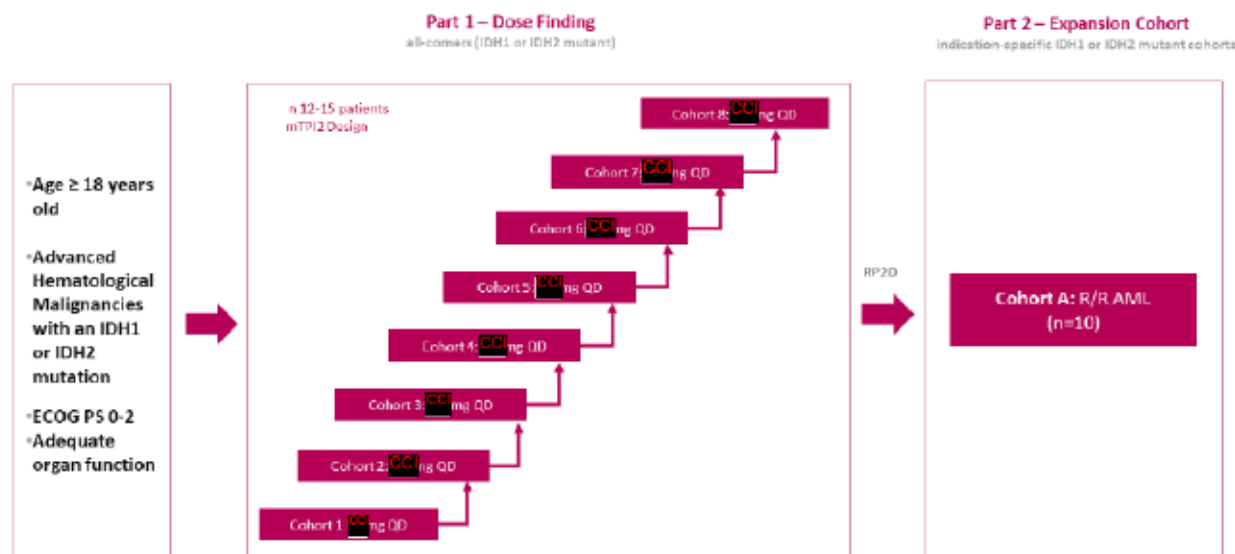 Part 1 – Dose Finding
all-comers (IDH1 or IDH2 mutant)
Part 2 – Expansion Cohort
indication-specific IDH1 or IDH2 mutant cohorts
•Age ≥ 18 years
old
•Advanced
Hematological
Malignancies
with an IDH1
or IDH2
mutation
•ECOG PS 0-2
•Adequate
organ function
n 12-15 patients
mTPI2 Design
Cohort 8: CCI mg QD
Cohort 7: CCI mg QD
Cohort 6: CCI mg QD
Cohort 5: CCI mg QD
Cohort 4: CCI mg QD
Cohort 3: CCI mg QD
Cohort 2: CCI mg QD
Cohort 1: CCI mg QD
RP2D
Cohort A: R/R AML
(n=10)